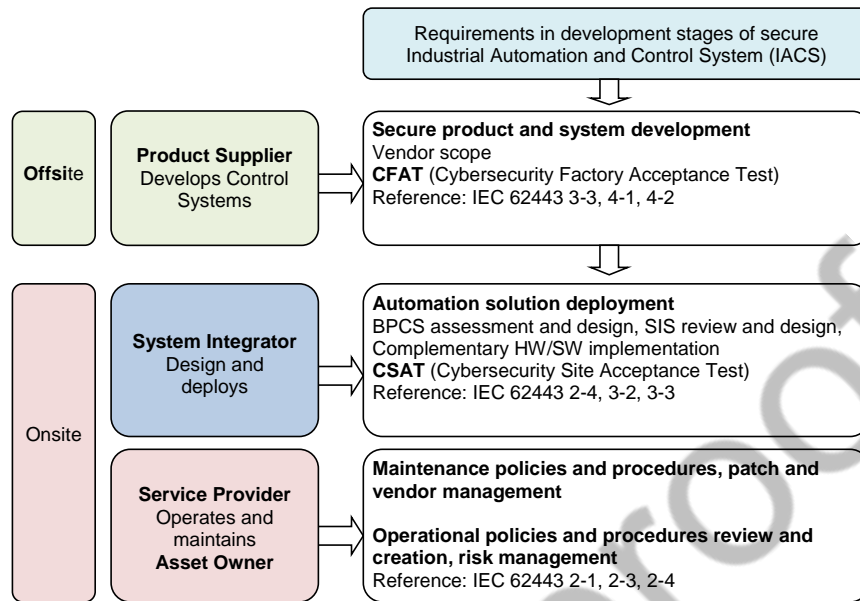 Requirements in development stages of secure
Industrial Automation and Control System (IACS)
Offsite
Product Supplier
Develops Control
Systems
Secure product and system development
Vendor scope
CFAT (Cybersecurity Factory Acceptance Test)
Reference: IEC 62443 3-3, 4-1, 4-2
Onsite
System Integrator
Design and
deploys
Automation solution deployment
BPCS assessment and design, SIS review and design,
Complementary HW/SW implementation
CSAT (Cybersecurity Site Acceptance Test)
Reference: IEC 62443 2-4, 3-2, 3-3
Service Provider
Operates and
maintains
Asset Owner
Maintenance policies and procedures, patch and
vendor management
Operational policies and procedures review and
creation, risk management
Reference: IEC 62443 2-1, 2-3, 2-4
proof